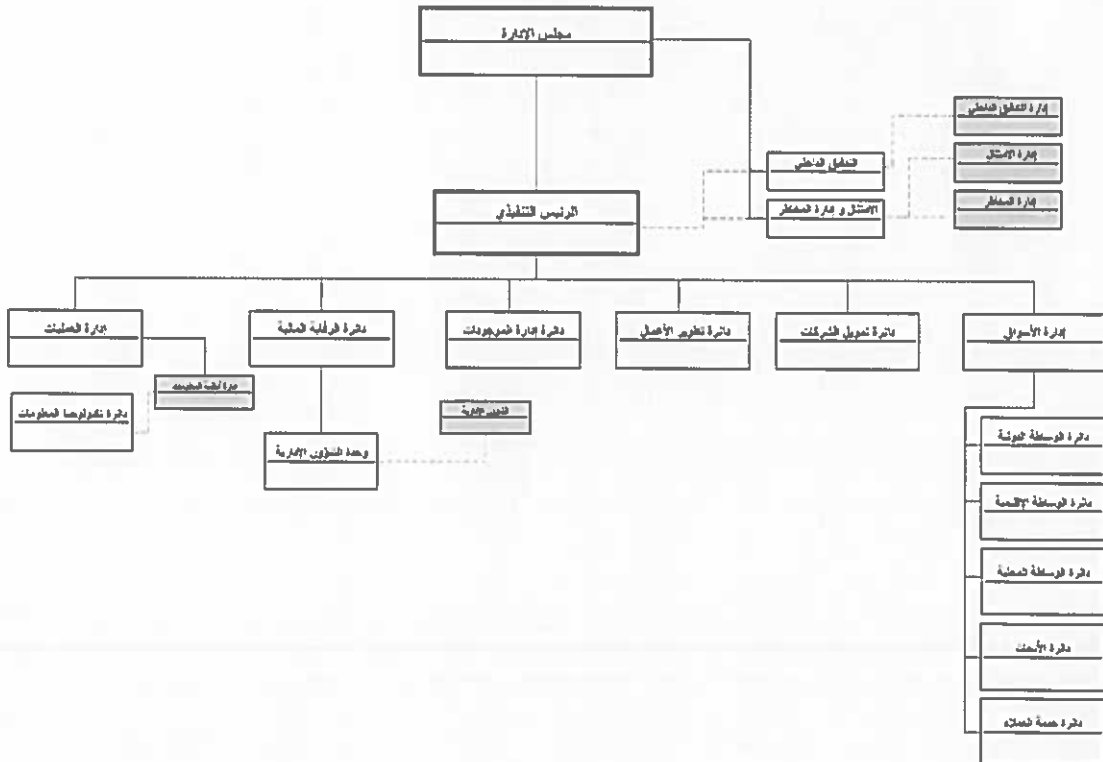 مجلس الإدارة
إدارة التدقيق الداخلي
التدقيق الداخلي
إدارة الامتثال
الامتثال و إدارة المخاطر
إدارة المخاطر
الرئيس التنفيذي
إدارة الأسواق
دائرة تمويل الشركات
دائرة تطوير الأعمال
دائرة إدارة الموجودات
دائرة الرقابة المالية
إدارة العمليات
دائرة تكنولوجيا المعلومات
الشؤون الإدارية
وحدة الشؤون الإدارية
دائرة الوساطة الدولية
دائرة الوساطة الإقليمية
دائرة الوساطة المحلية
دائرة الأبحاث
دائرة خدمة العملاء